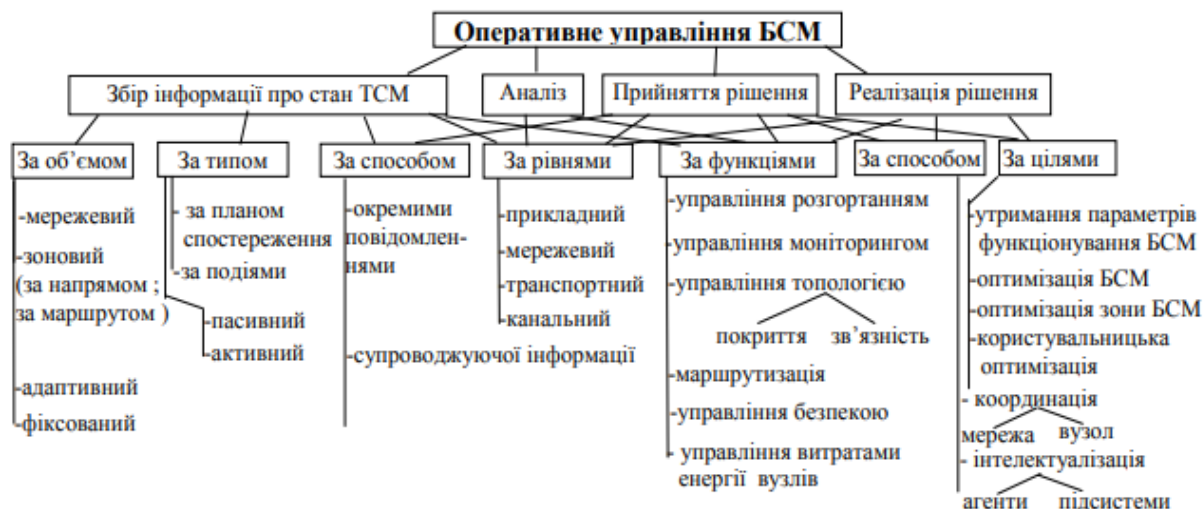 Оперативне управління БСМ
Збір інформації про стан ТСМ
Аналіз
Прийняття рішення
Реалізація рішення
За об’ємом
-мережевий
-зоновий
(за напрямом ;
за маршрутом )
-адаптивний
-фіксований
За типом
- за планом
спостереження
-за подіями
-пасивний
-активний
За способом
-окремими
повідомлен-
нями
-супроводжуючої інформації
За рівнями
-прикладний
-мережевий
-транспортний
-канальний
За функціями
-управління розгортанням
-управління моніторингом
-управління топологією
покриття зв’язність
-маршрутизація
-управління безпекою
- управління витратами
енергії вузлів
За способом
За цілями
-утримання параметрів
функціонування БСМ
-оптимізація БСМ
-оптимізація зони БСМ
-користувальницька
оптимізація
- координація
мережа вузол
- інтелектуалізація
агенти підсистеми